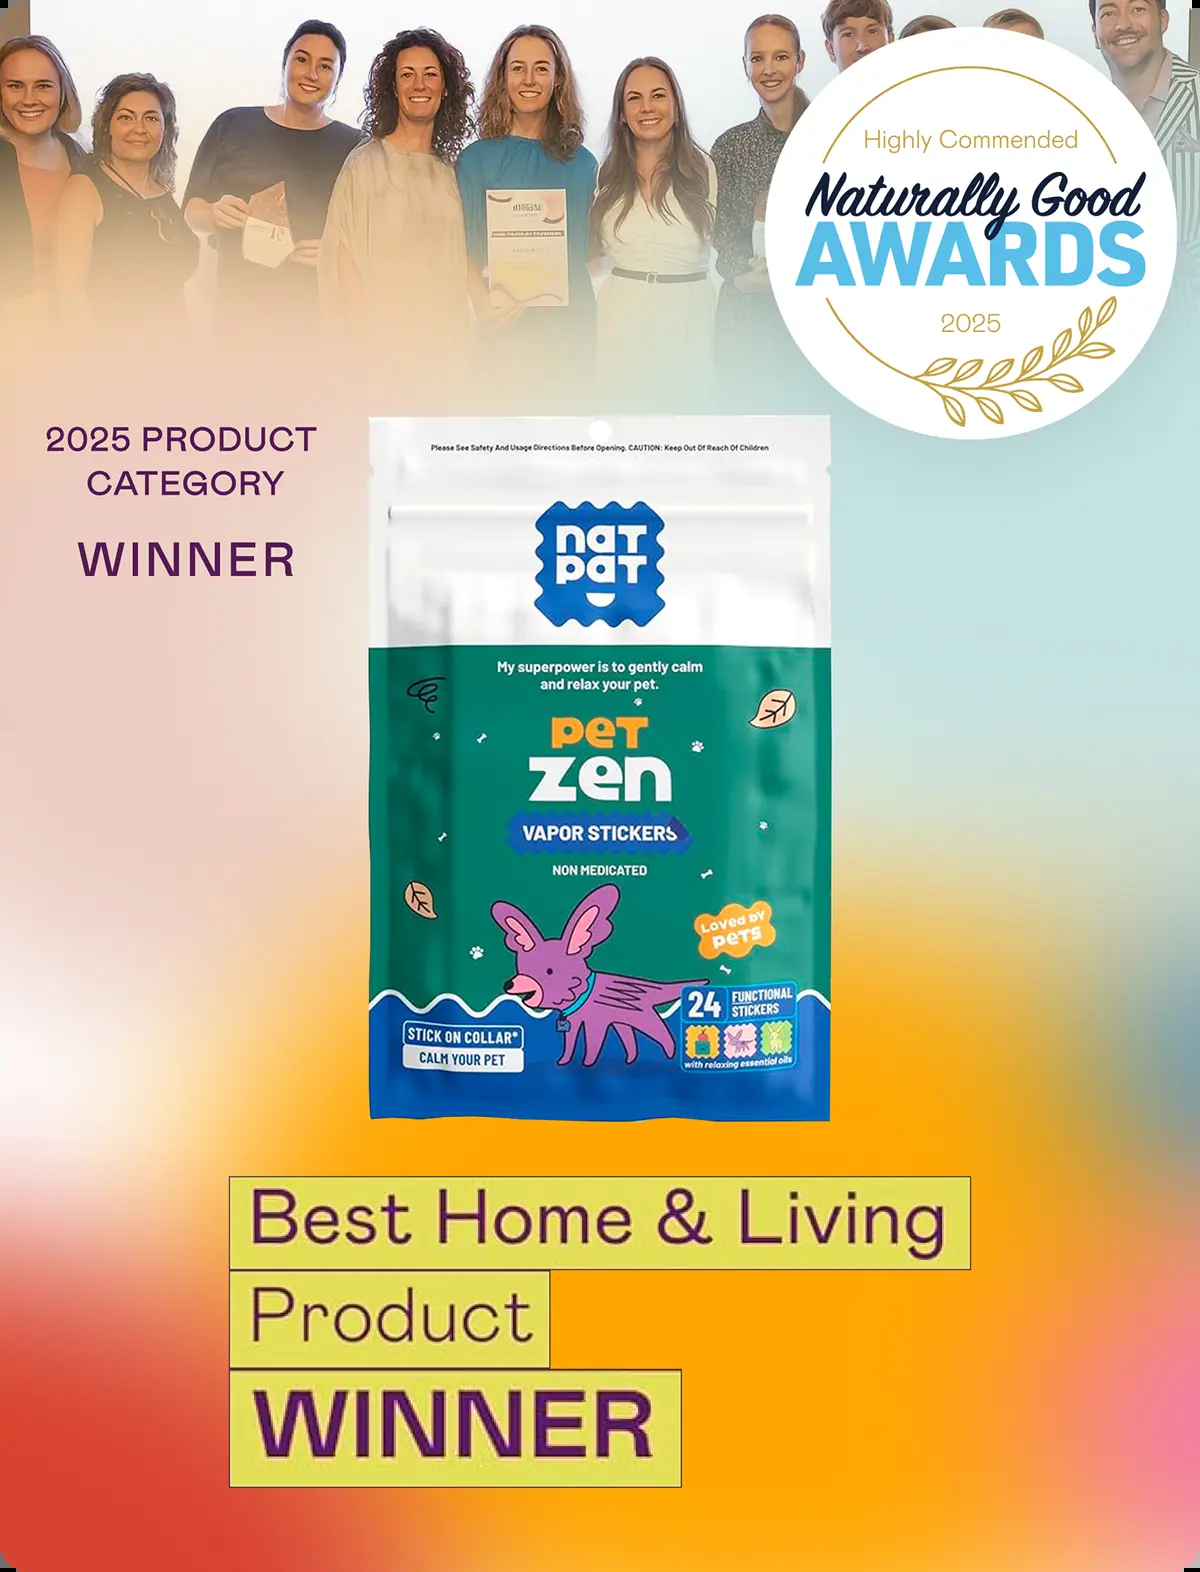 Highly Commended
Naturally Good
AWARDS
2025
2025 PRODUCT
CATEGORY
WINNER
Please See Safety And Usage Directions Before Opening. CAUTION: Keep Out Of Reach Of Children
naT
paT
My superpower is to gently calm
and relax your pet.
PeT
zen
VAPOR STICKERS
NON MEDICATED
Loved by
PeTS
24 FUNCTIONAL
STICKERS
with relaxing essential oils
STICK ON COLLAR*
CALM YOUR PET
Best Home & Living
Product
WINNER